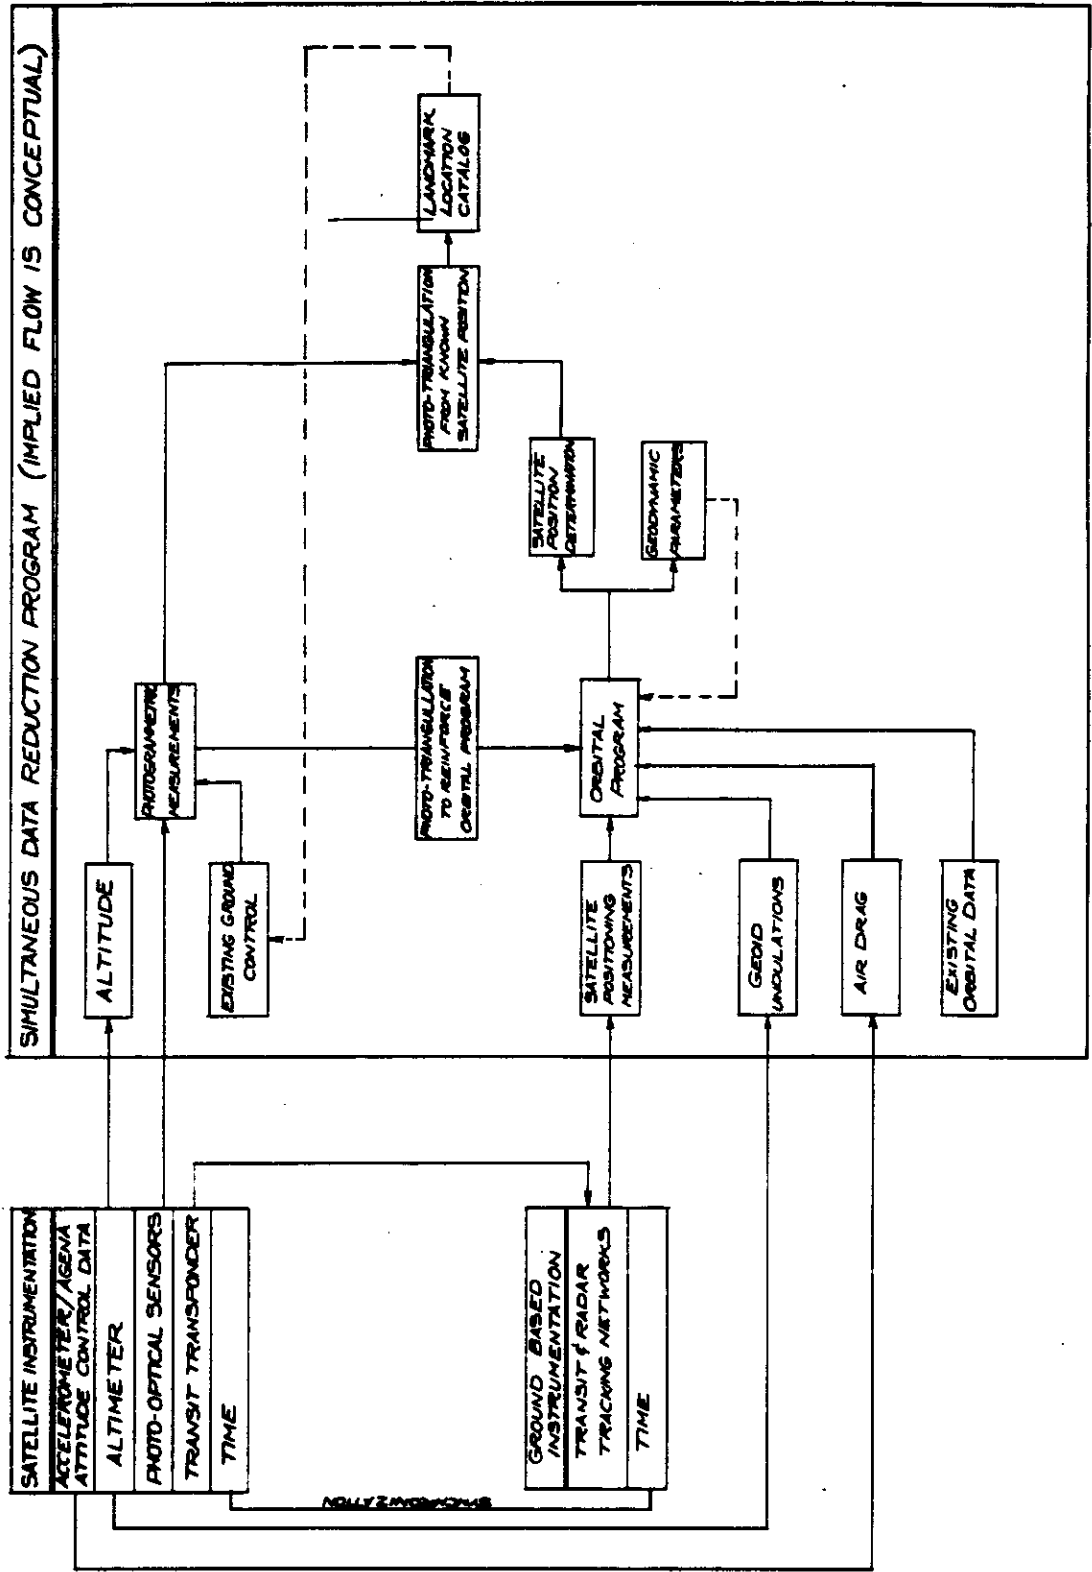 SIMULTANEOUS DATA REDUCTION PROGRAM (IMPLIED FLOW IS CONCEPTUAL)
SATELLITE INSTRUMENTATION
ACCELEROMETER/AGENA
ATTITUDE CONTROL DATA
ALTIMETER
PHOTO-OPTICAL SENSORS
TRANSIT TRANSPONDER
TIME
SYNCHRONIZATION
GROUND BASED
INSTRUMENTATION
TRANSIT & RADAR
TRACKING NETWORKS
TIME
ALTITUDE
EXISTING GROUND
CONTROL
PHOTOGRAMMETRIC
MEASUREMENTS
PHOTO-TRIANGULLATION
TO REINFORCE
ORBITAL PROGRAM
SATELLITE
POSITIONING
MEASUREMENTS
GEOID
UNDULATIONS
AIR DRAG
EXISTING
ORBITAL DATA
ORBITAL
PROGRAM
SATELLITE
POSITION
DETERMINATION
GEODYNAMIC
PARAMETERS
PHOTO-TRIANGULATION
FROM KNOWN
SATELLITE POSITION
LANDMARK
LOCATION
CATALOG